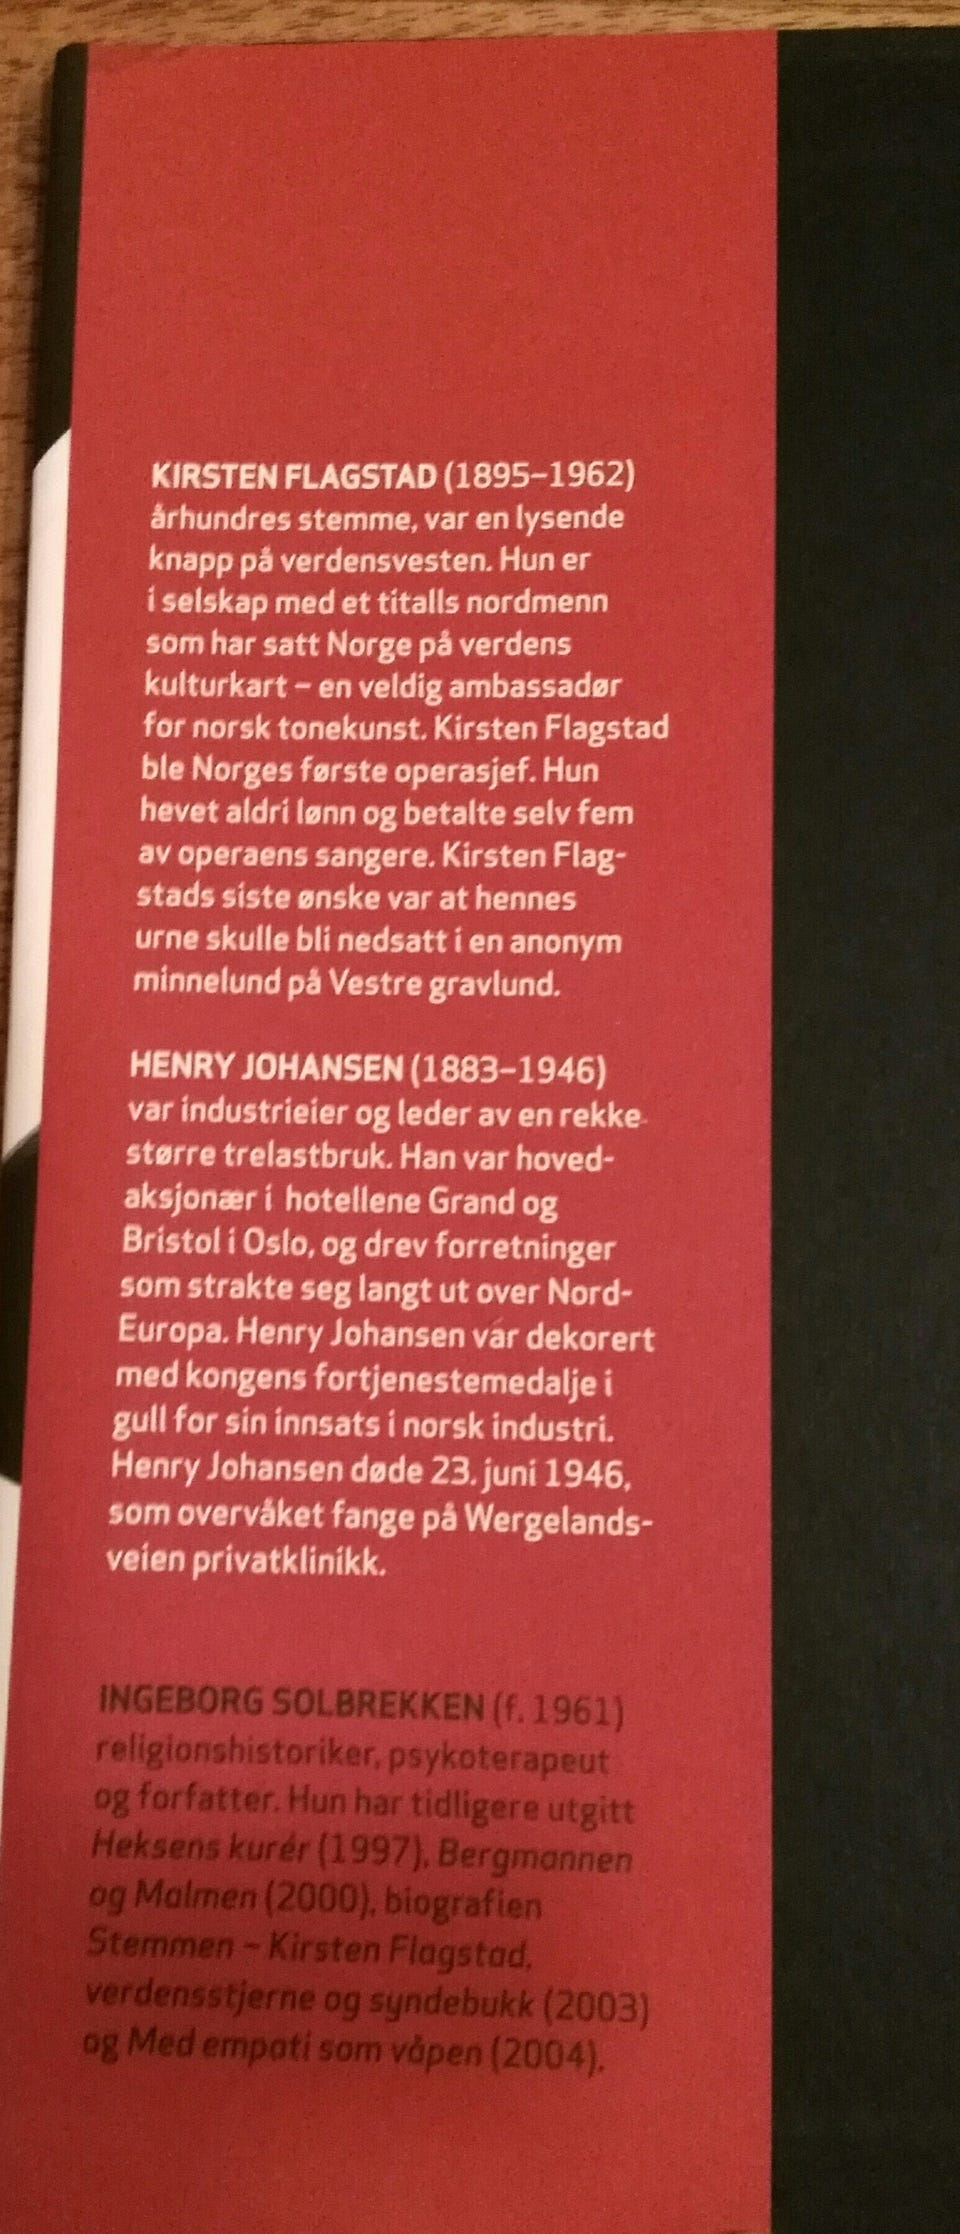 KIRSTEN FLAGSTAD (1895–1962)
århundres stemme, var en lysende
knapp på verdensvesten. Hun er
i selskap med et titalls nordmenn
som har satt Norge på verdens
kulturkart – en veldig ambassadør
for norsk tonekunst. Kirsten Flagstad
ble Norges første operasjef. Hun
hevet aldri lønn og betalte selv fem
av operaens sangere. Kirsten Flag-
stads siste ønske var at hennes
urne skulle bli nedsatt i en anonym
minnelund på Vestre gravlund.
HENRY JOHANSEN (1883–1946)
var industrieier og leder av en rekke
større trelastbruk. Han var hoved-
aksjonær i hotellene Grand og
Bristol i Oslo, og drev forretninger
som strakte seg langt ut over Nord-
Europa. Henry Johansen var dekorert
med kongens fortjenestemedalje i
gull for sin innsats i norsk industri.
Henry Johansen døde 23. juni 1946,
som overvåket fange på Wergelands-
veien privatklinikk.
INGEBORG SOLBREKKEN (f. 1961)
religionshistoriker, psykoterapeut
og forfatter. Hun har tidligere utgitt
Heksens kurér (1997), Bergmannen
og Malmen (2000), biografien
Stemmen – Kirsten Flagstad,
verdensstjerne og syndebukk (2003)
og Med empati som våpen (2004).